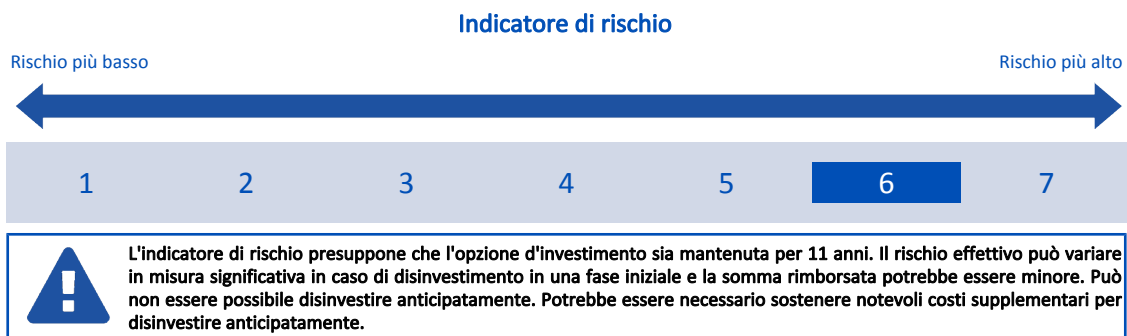 Indicatore di rischio
Rischio più basso
Rischio più alto
1 2 3 4 5 6 7
L'indicatore di rischio presuppone che l'opzione d'investimento sia mantenuta per 11 anni. Il rischio effettivo può variare
in misura significativa in caso di disinvestimento in una fase iniziale e la somma rimborsata potrebbe essere minore. Può
non essere possibile disinvestire anticipatamente. Potrebbe essere necessario sostenere notevoli costi supplementari per
disinvestire anticipatamente.